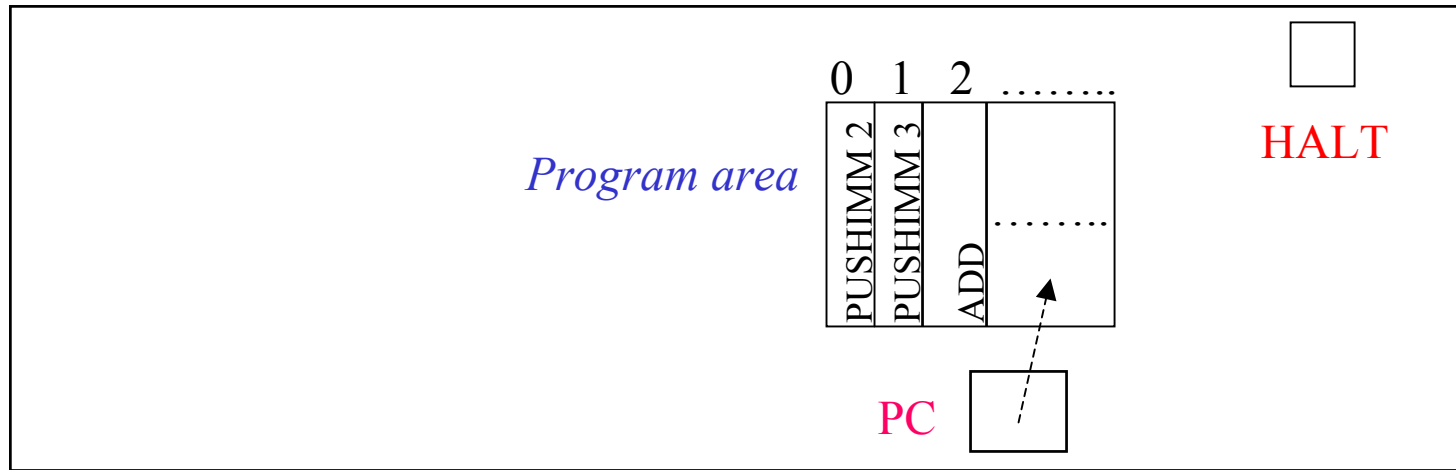 0 1 2 ........
HALT
Program area
PUSHIMM 2
PUSHIMM 3
ADD
........
PC